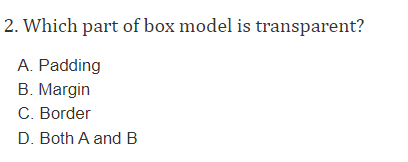 2. Which part of box model is transparent?
A. Padding
B. Margin
C. Border
D. Both A and B